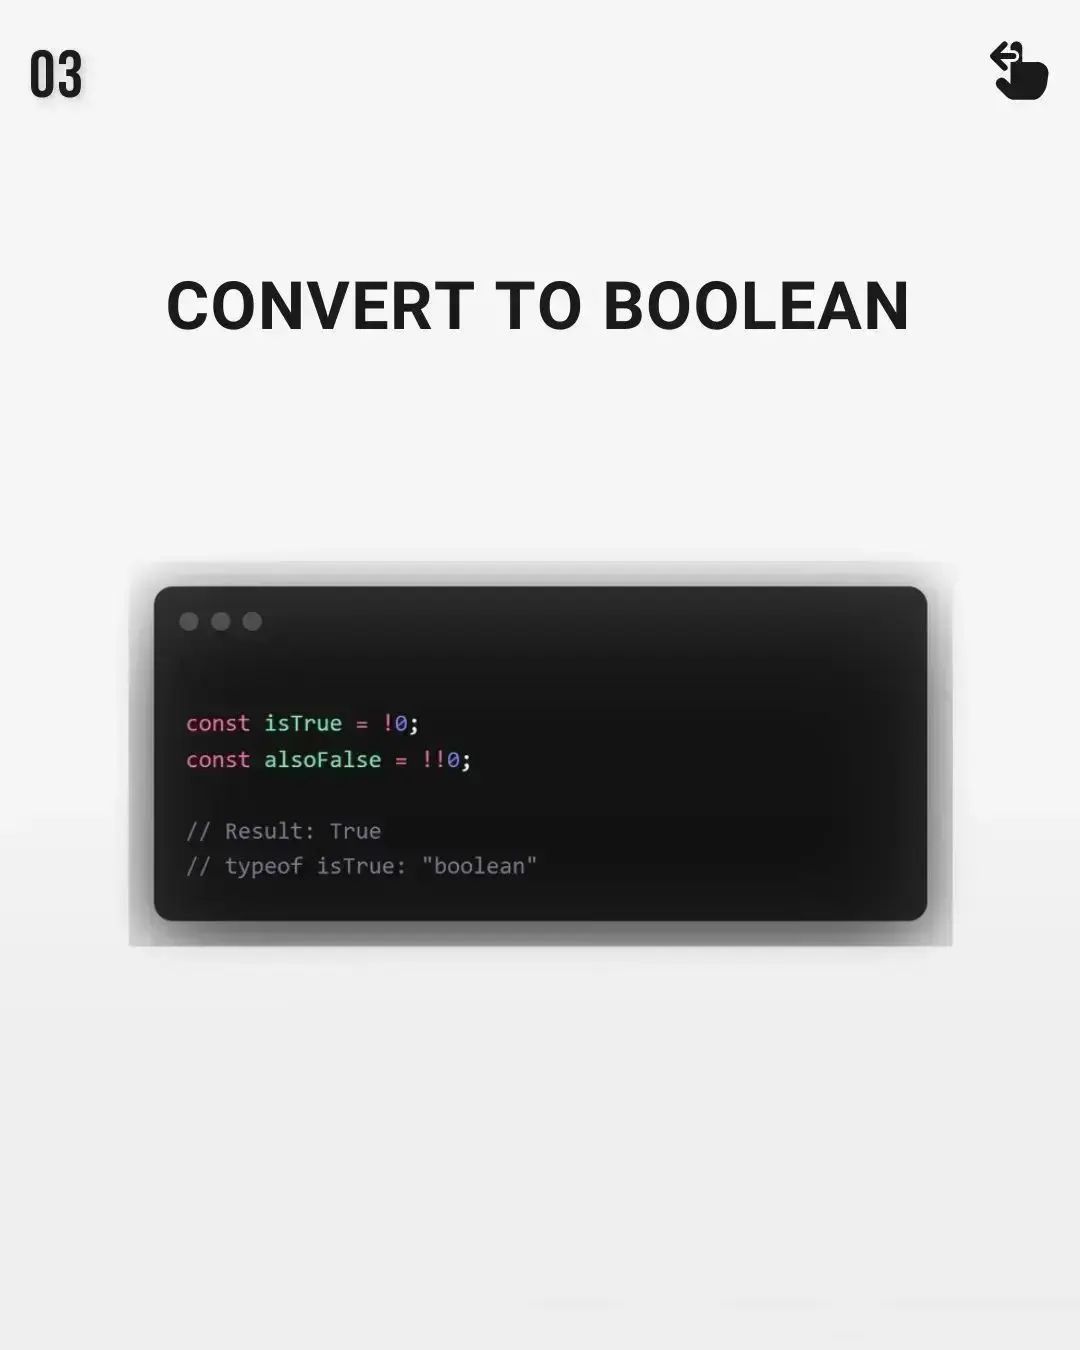 03
CONVERT TO BOOLEAN
const isTrue = !0;
const alsoFalse = !!0;
// Result: True
// typeof isTrue: "boolean"